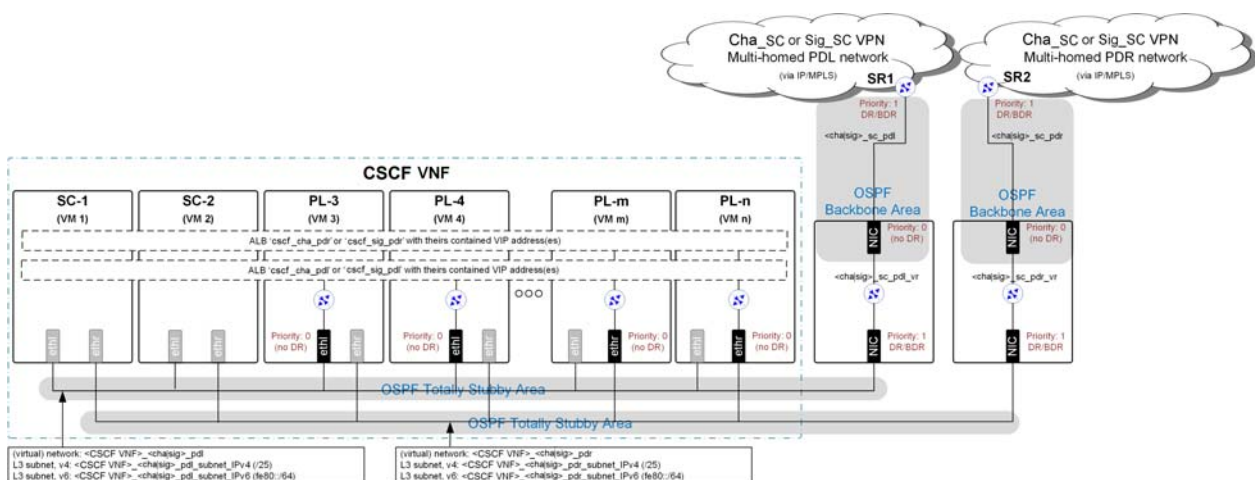 Cha_SC or Sig_SC VPN
Multi-homed PDL network
(via IP/MPLS)
SR1
Cha_SC or Sig_SC VPN
Multi-homed PDR network
(via IP/MPLS)
SR2
Priority: 1
DR/BDR
<cha|sig>_sc_pdl
Priority: 1
DR/BDR
<cha|sig>_sc_pdr
OSPF
Backbone Area
OSPF
Backbone Area
CSCF VNF
SC-1
(VM 1)
SC-2
(VM 2)
PL-3
(VM 3)
PL-4
(VM 4)
PL-m
(VM m)
PL-n
(VM n)
ALB 'cscf_cha_pdr' or 'cscf_sig_pdr' with theirs contained VIP address(es)
ALB 'cscf_cha_pdl' or 'cscf_sig_pdl' with theirs contained VIP address(es)
NIC
Priority: 0
(no DR)
NIC
Priority: 0
(no DR)
<cha|sig>_sc_pdl_vr
<cha|sig>_sc_pdr_vr
ethl
ethr
ethl
ethr
Priority: 0
(no DR)
ethl
ethr
Priority: 0
(no DR)
ethl
ethr
ethl
ethr
Priority: 0
(no DR)
ethl
ethr
Priority: 0
(no DR)
NIC
Priority: 1
DR/BDR
NIC
Priority: 1
DR/BDR
OSPF Totally Stubby Area
OSPF Totally Stubby Area
(virtual) network: <CSCF VNF>_<cha|sig>_pdl
L3 subnet, v4: <CSCF VNF>_<cha|sig>_pdl_subnet_IPv4 (/25)
L3 subnet, v6: <CSCF VNF>_<cha|sig>_pdl_subnet_IPv6 (fe80::/64)
(virtual) network: <CSCF VNF>_<cha|sig>_pdr
L3 subnet, v4: <CSCF VNF>_<cha|sig>_pdr_subnet_IPv4 (/25)
L3 subnet, v6: <CSCF VNF>_<cha|sig>_pdr_subnet_IPv6 (fe80::/64)